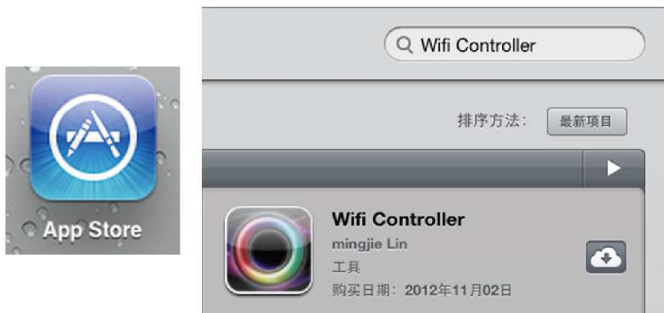 App Store
Wifi Controller
排序方法: 最新项目
Wifi Controller
mingjie Lin
工具
购买日期: 2012年11月02日